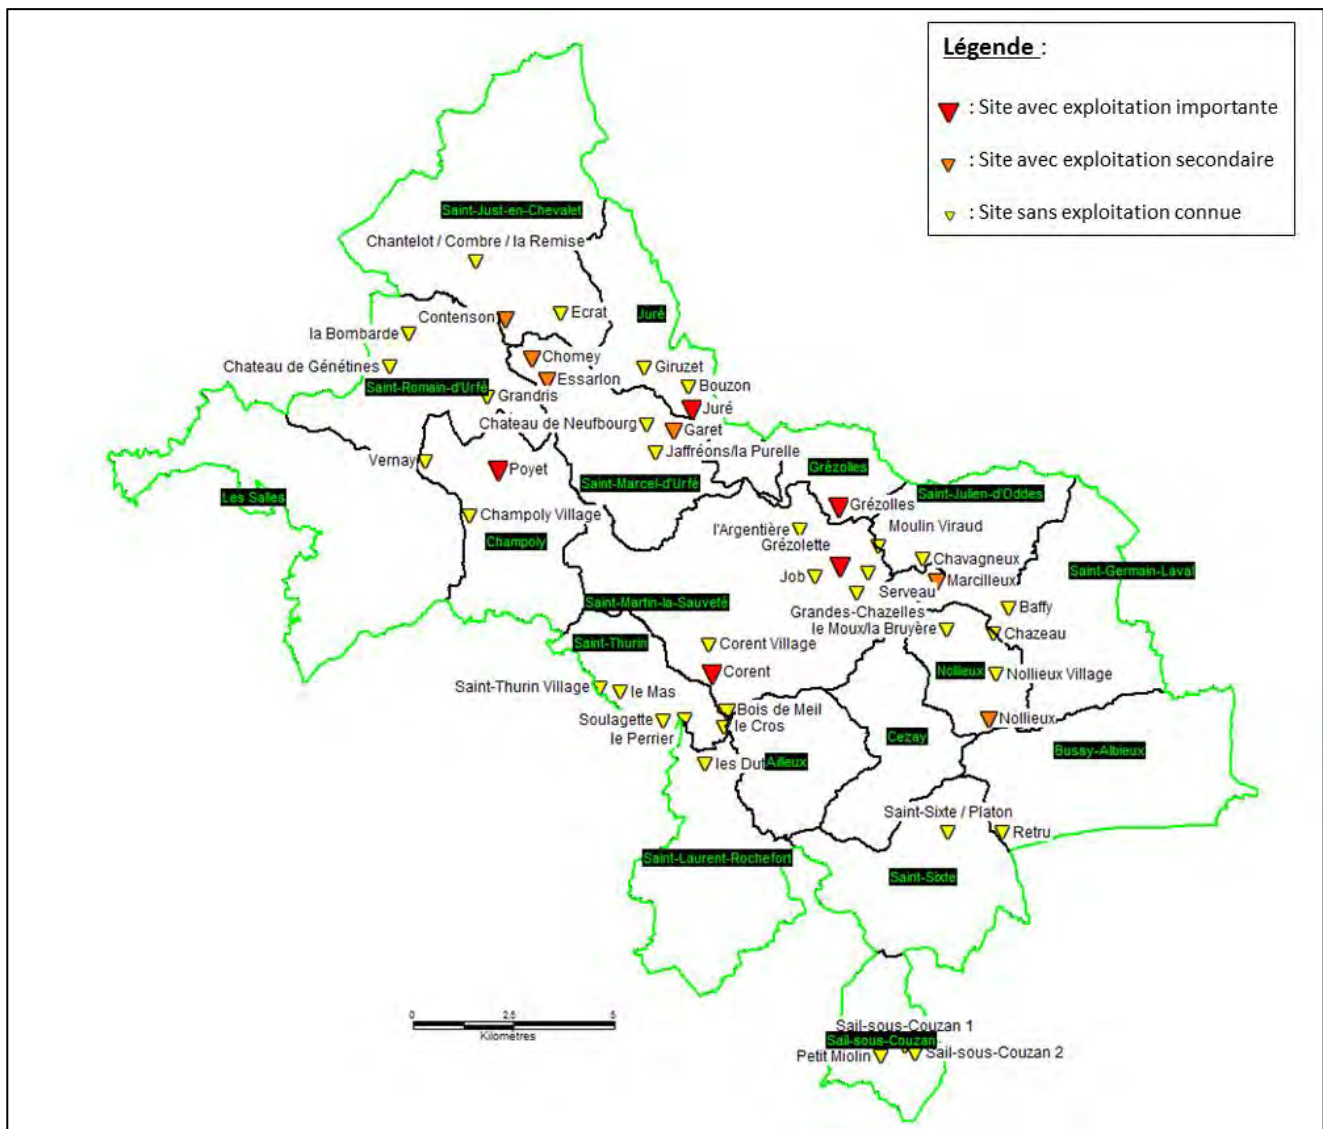 Légende :
: Site avec exploitation importante
: Site avec exploitation secondaire
: Site sans exploitation connue
Saint-Just-en-Chevalet
Chantelot / Combre / la Remise
Contenson
Ecrat
Juré
la Bombarde
Chomey
Chateau de Génétines
Giruzet
Essarlon
Saint-Romain-d'Urfé
Bouzon
Grandris
Juré
Chateau de Neufbourg
Garet
Jaffréons/la Purelle
Vernay
Poyet
Grézolles
Saint-Marcel-d'Urfé
Les Salles
Saint-Julien-d'Oddes
Grézolles
Champoly Village
l'Argentière
Moulin Viraud
Champoly
Grézolette
Chavagneux
Saint-Germain-Laval
Job
Marcilleux
Serveau
Saint-Martin-la-Sauveté
Grandes-Chazelles
Baffy
le Moux/la Bruyère
Chazeau
Saint-Thurin
Corent Village
Corent
Nollieux
Nollieux Village
Saint-Thurin Village
le Mas
Bois de Meil
Soulagette
le Cros
Nollieux
le Perrier
Cezay
Bussy-Albieux
les Dut
Ailleux
Saint-Sixte / Platon
Retru
Saint-Laurent-Rochefort
Saint-Sixte
0 2.5 5
Kilomètres
Sail-sous-Couzan 1
Sail-sous-Couzan
Petit Miolin
Sail-sous-Couzan 2